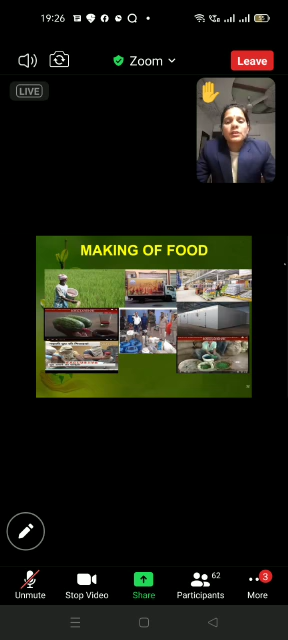 19:26
Zoom
Leave
LIVE
MAKING OF FOOD
Unmute
Stop Video
Share
62
Participants
3
More